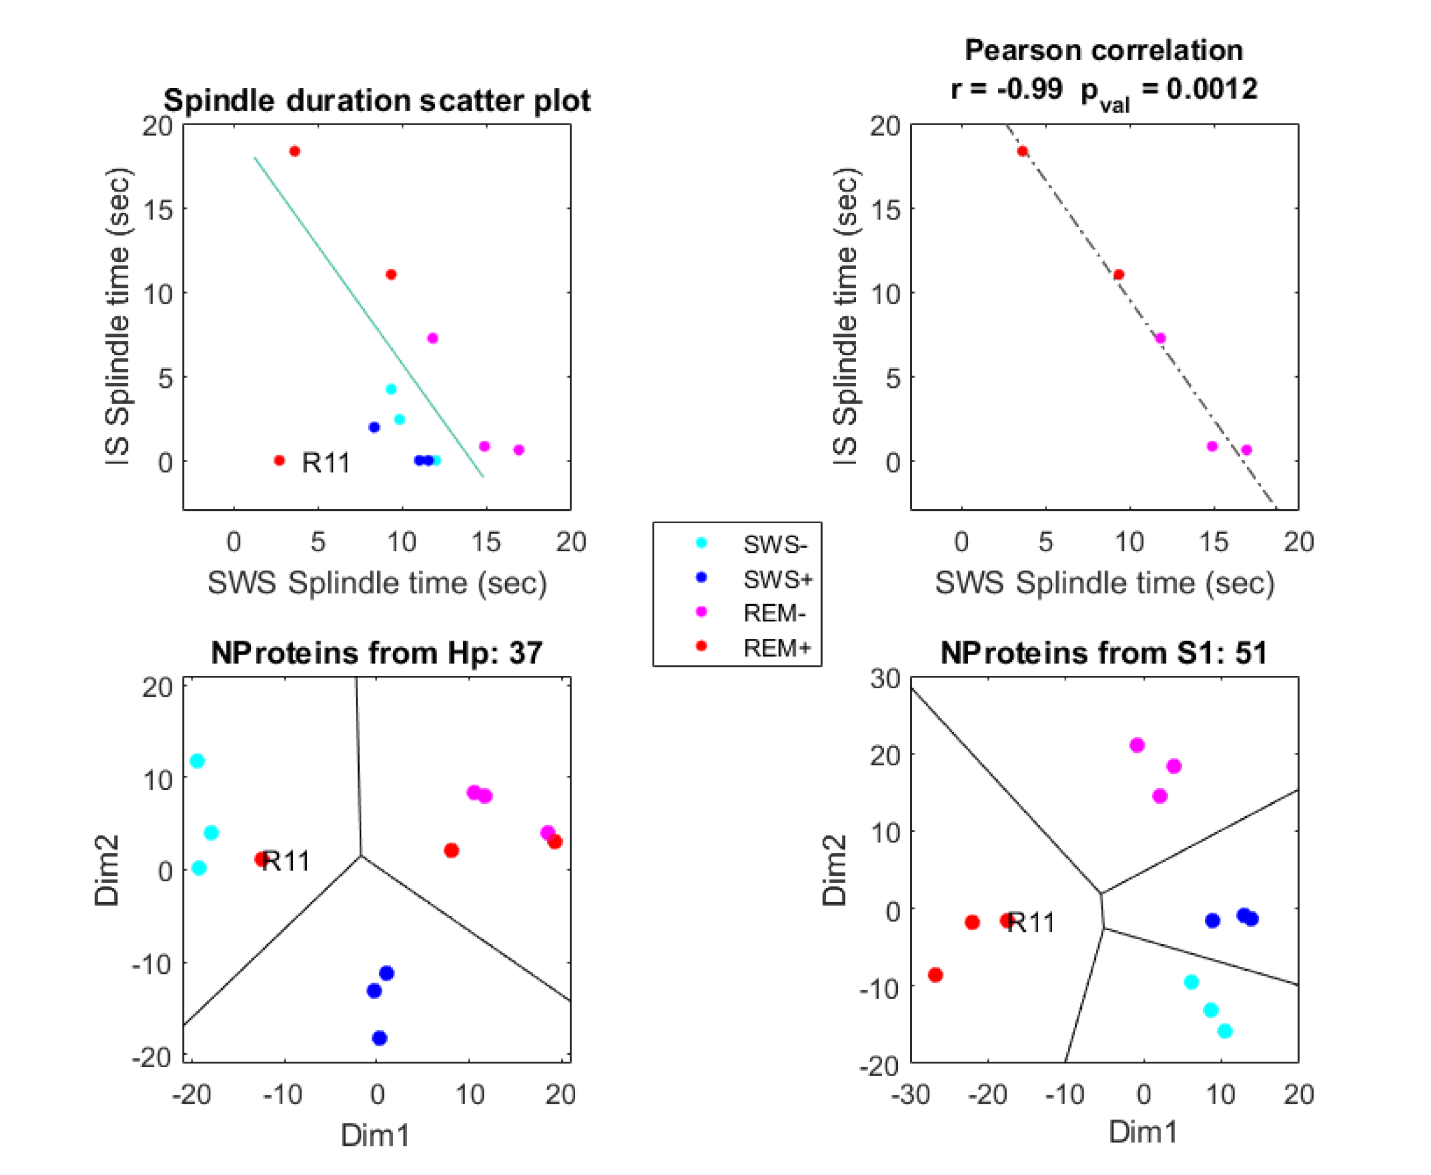 Spindle duration scatter plot
20
15
10
5
0
IS Splindle time (sec)
R11
0 5 10 15 20
SWS Splindle time (sec)
Pearson correlation
r = -0.99 pval = 0.0012
20
15
10
5
0
IS Splindle time (sec)
0 5 10 15 20
SWS Splindle time (sec)
SWS-
SWS+
REM-
REM+
NProteins from Hp: 37
20
10
0
-10
-20
Dim2
R11
-20 -10 0 10 20
Dim1
NProteins from S1: 51
30
20
10
0
-10
-20
Dim2
R11
-30 -20 -10 0 10 20
Dim1